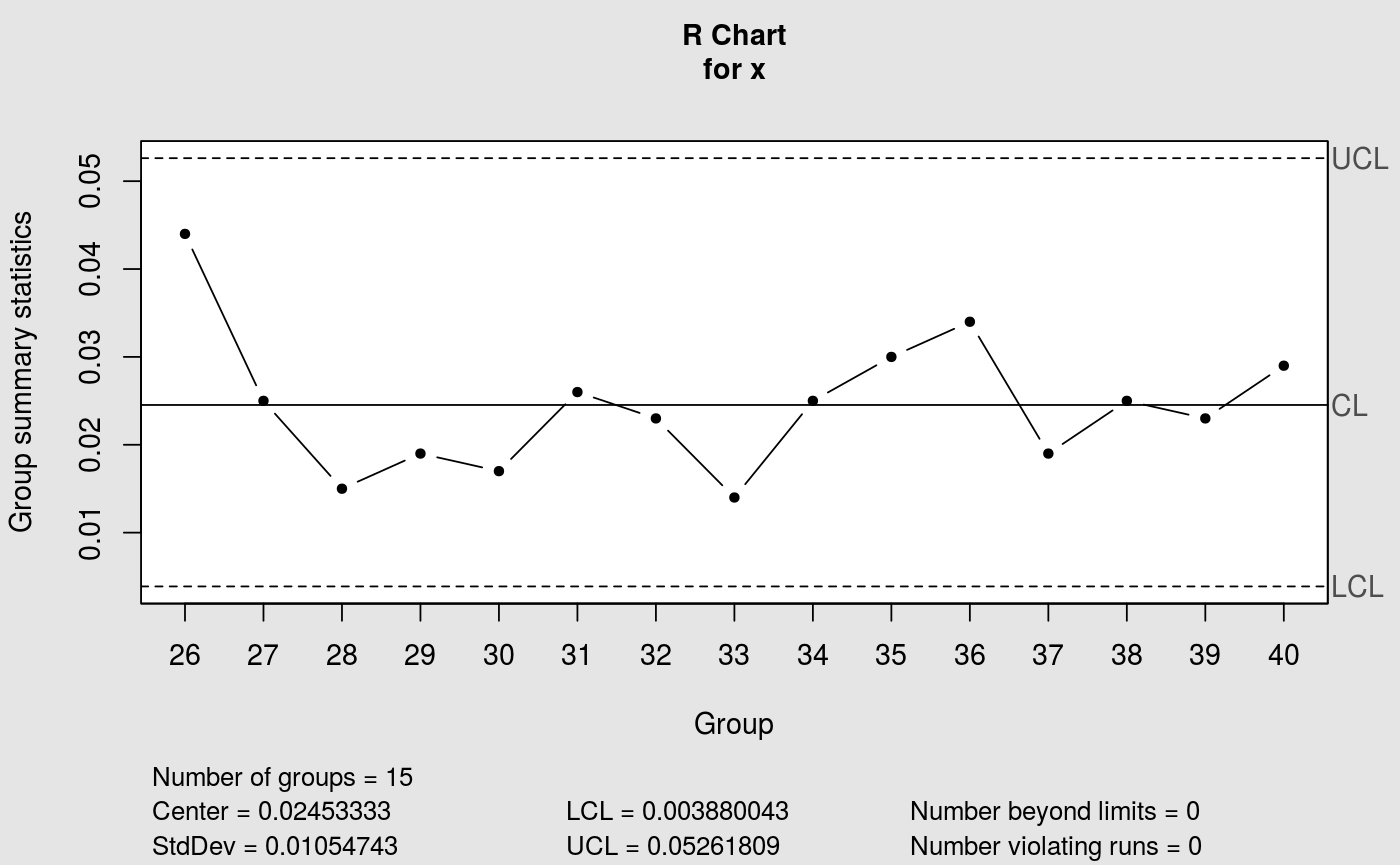 R Chart
for x
Group summary statistics
0.05
0.04
0.03
0.02
0.01
UCL
CL
LCL
26 27 28 29 30 31 32 33 34 35 36 37 38 39 40
Group
Number of groups = 15
Center = 0.02453333 LCL = 0.003880043 Number beyond limits = 0
StdDev = 0.01054743 UCL = 0.05261809 Number violating runs = 0